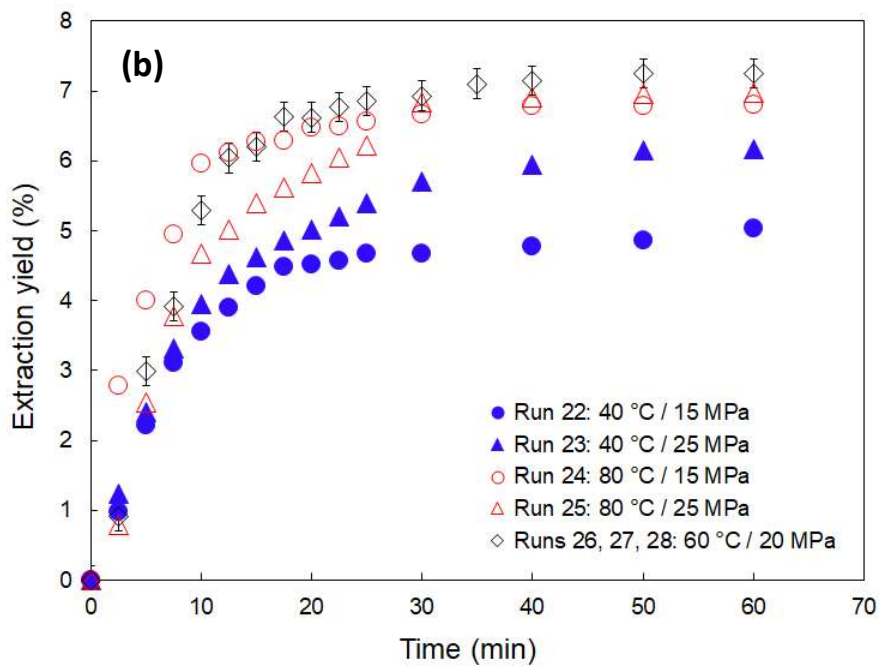 (b)
Extraction yield (%)
8
7
6
5
4
3
2
1
0
Run 22: 40 °C / 15 MPa
Run 23: 40 °C / 25 MPa
Run 24: 80 °C / 15 MPa
Run 25: 80 °C / 25 MPa
Runs 26, 27, 28: 60 °C / 20 MPa
0 10 20 30 40 50 60 70
Time (min)